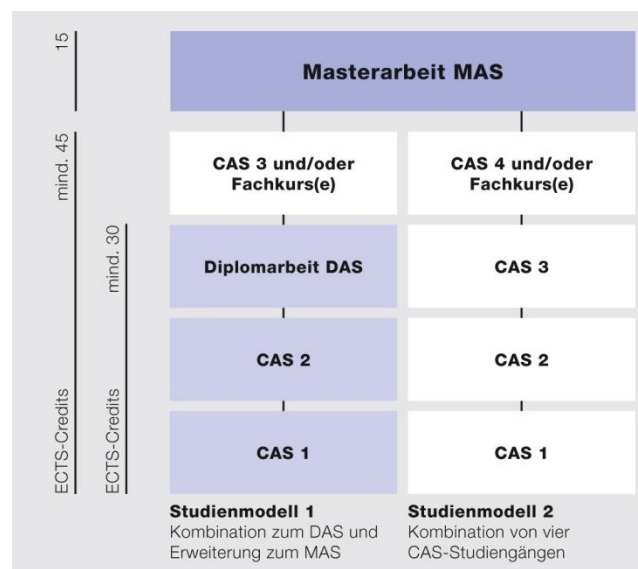 15
Masterarbeit MAS
mind. 45
CAS 3 und/oder
Fachkurs(e)
CAS 4 und/oder
Fachkurs(e)
mind. 30
Diplomarbeit DAS
CAS 3
CAS 2
CAS 2
ECTS-Credits
ECTS-Credits
CAS 1
CAS 1
Studienmodell 1
Kombination zum DAS und
Erweiterung zum MAS
Studienmodell 2
Kombination von vier
CAS-Studiengängen